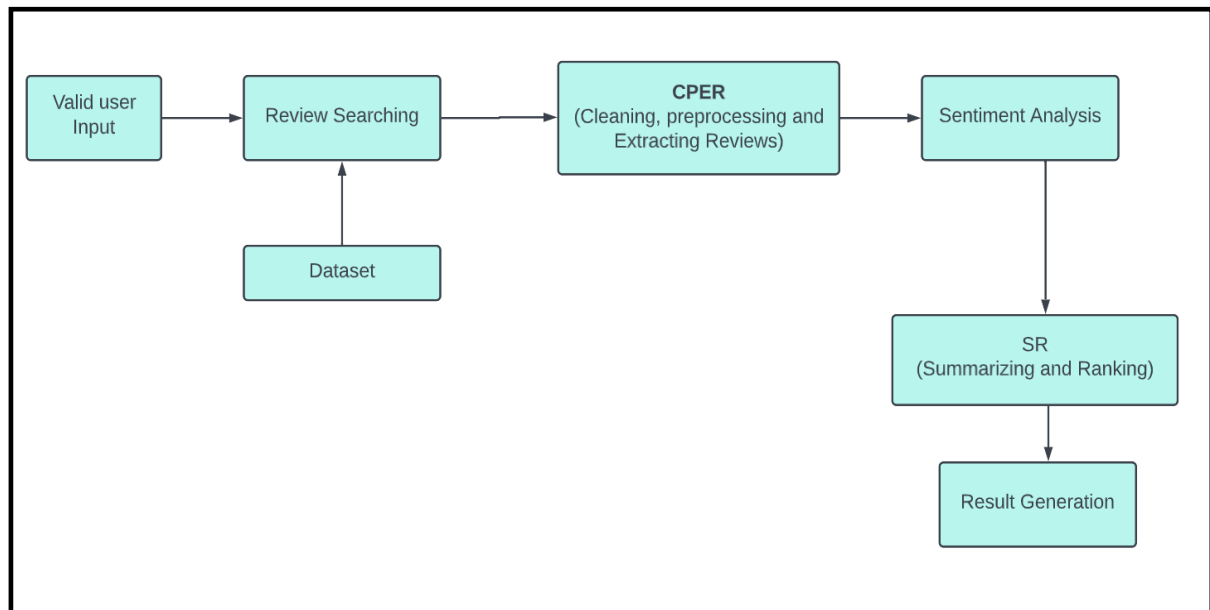 Valid user
Input
Review Searching
CPER
(Cleaning, preprocessing and
Extracting Reviews)
Sentiment Analysis
Dataset
SR
(Summarizing and Ranking)
Result Generation